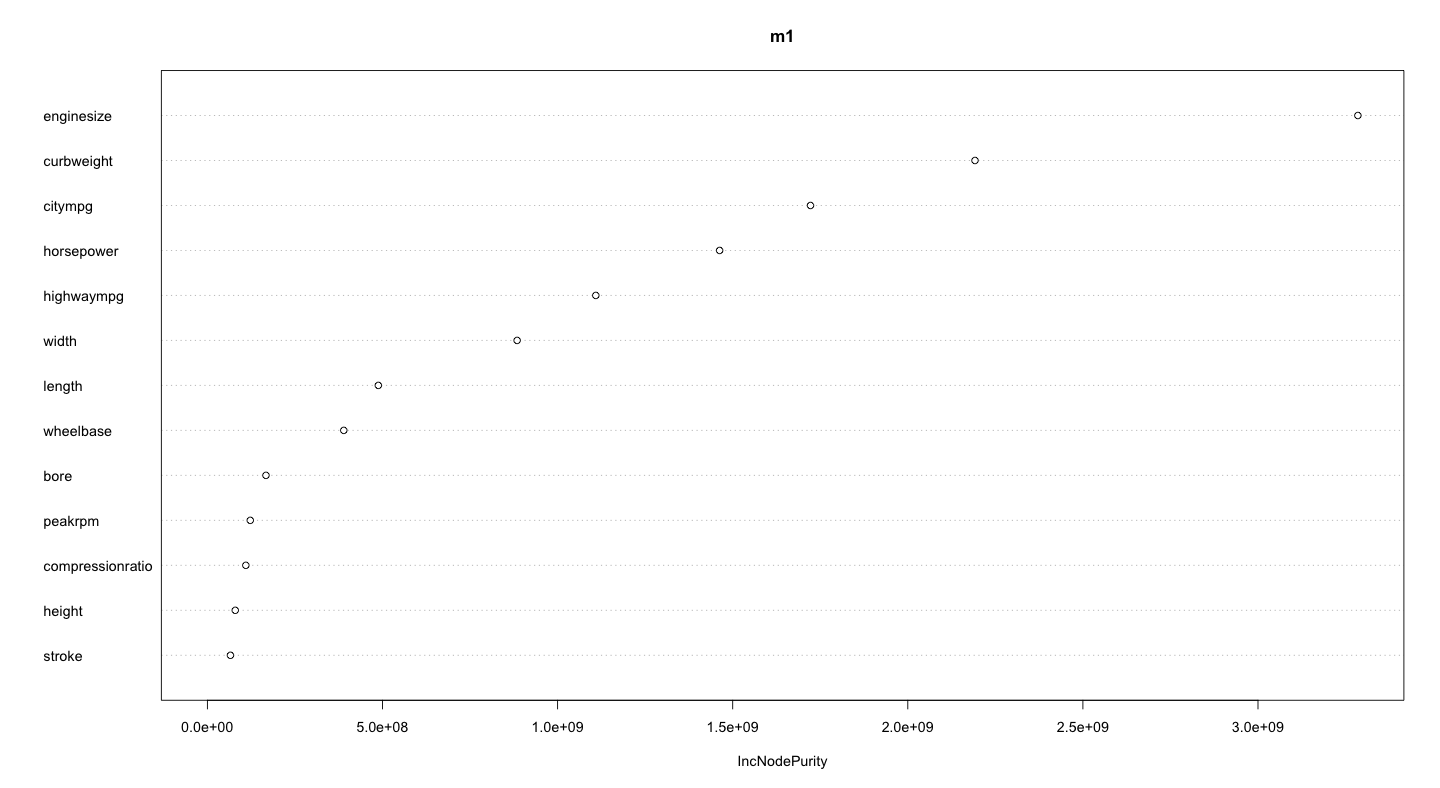 m1
enginesize
curbweight
citympg
horsepower
highwaympg
width
length
wheelbase
bore
peakrpm
compressionratio
height
stroke
0.0e+00 5.0e+08 1.0e+09 1.5e+09 2.0e+09 2.5e+09 3.0e+09
IncNodePurity